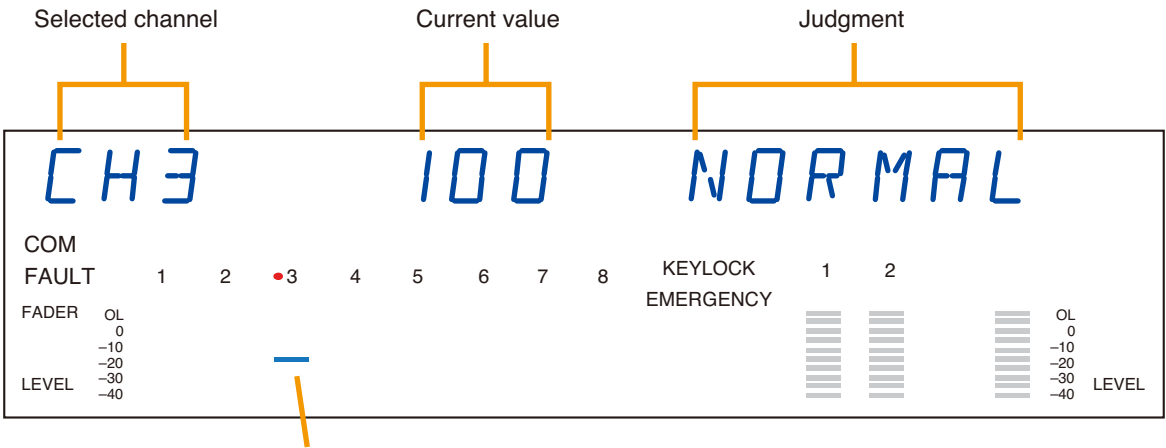 Selected channel Current value Judgment
CH3 100 NORMAL
COM
FAULT 1 2 3 4 5 6 7 8 KEYLOCK 1 2
EMERGENCY
FADER OL OL
0 0
–10 –10
–20 –20
–30 –30
LEVEL –40 –40 LEVEL